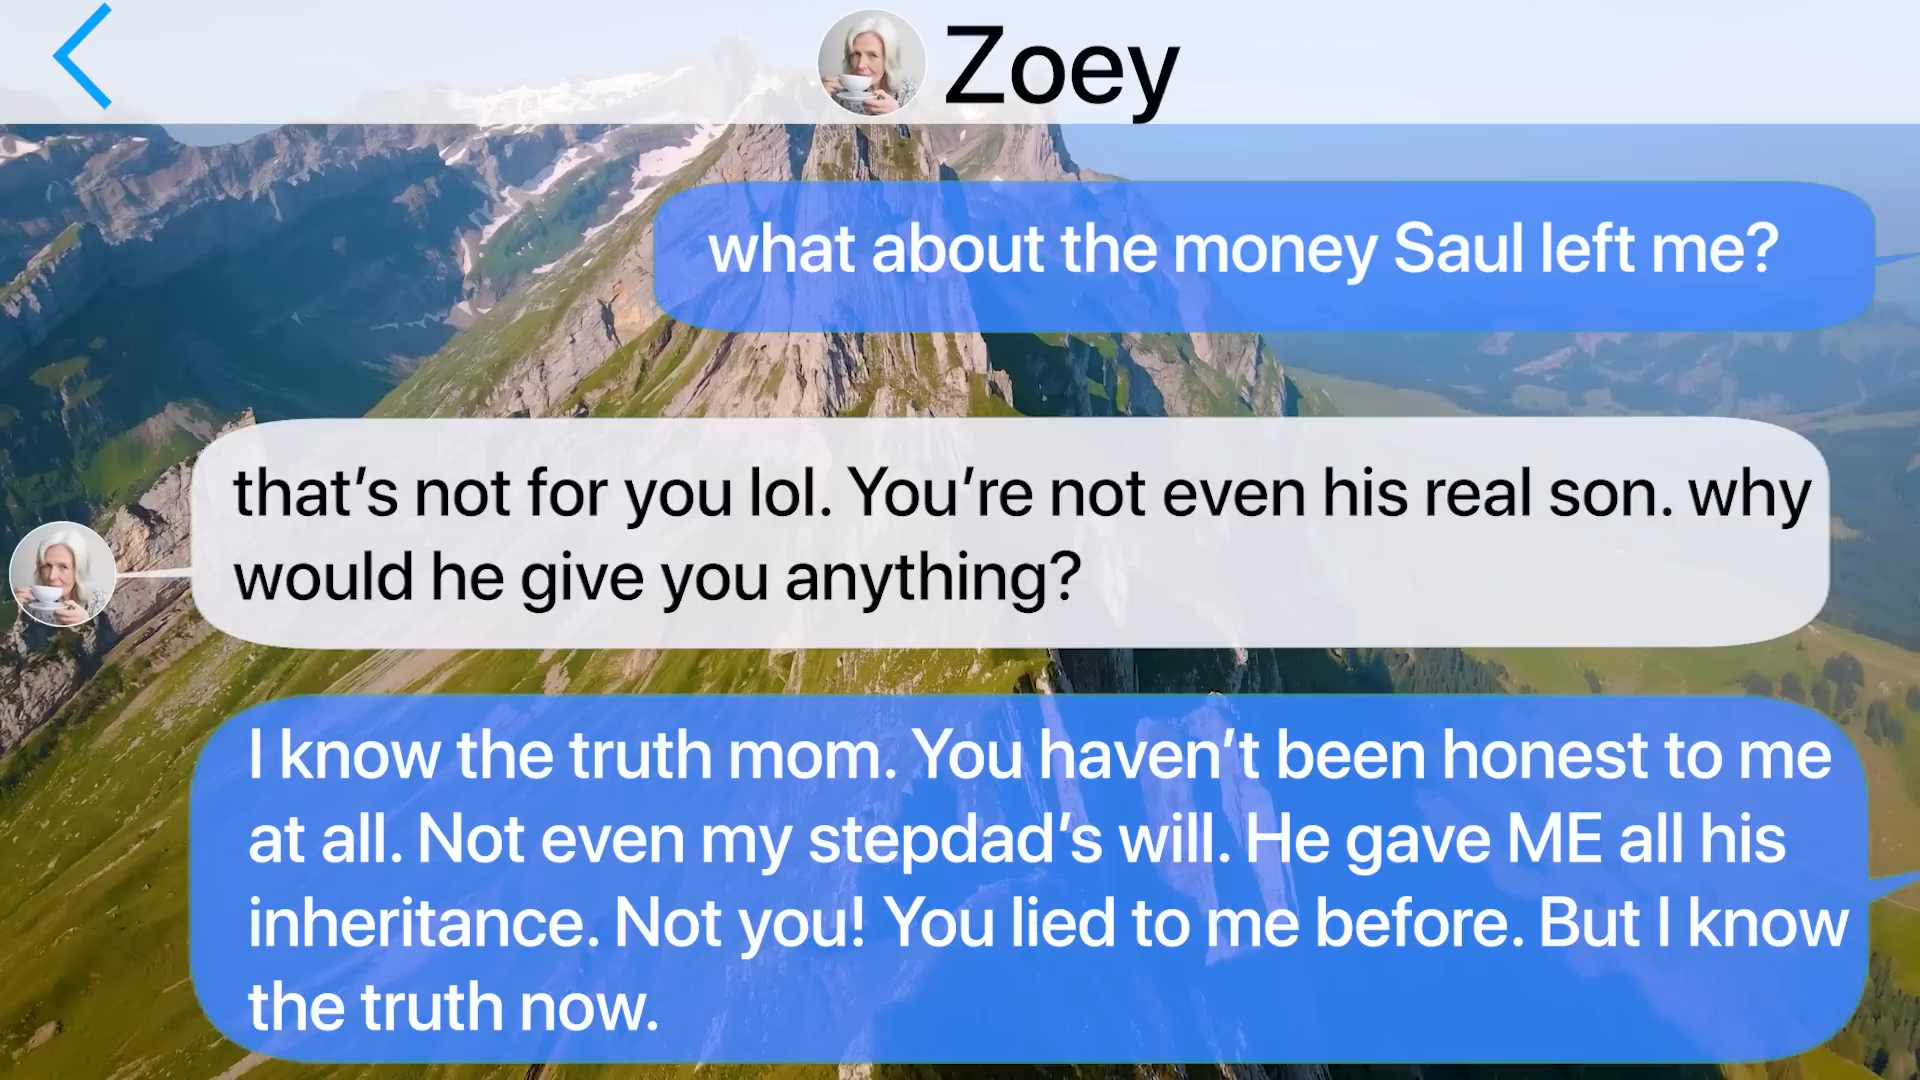 Zoey
what about the money Saul left me?
that’s not for you lol. You’re not even his real son. why
would he give you anything?
I know the truth mom. You haven’t been honest to me
at all. Not even my stepdad’s will. He gave ME all his
inheritance. Not you! You lied to me before. But I know
the truth now.